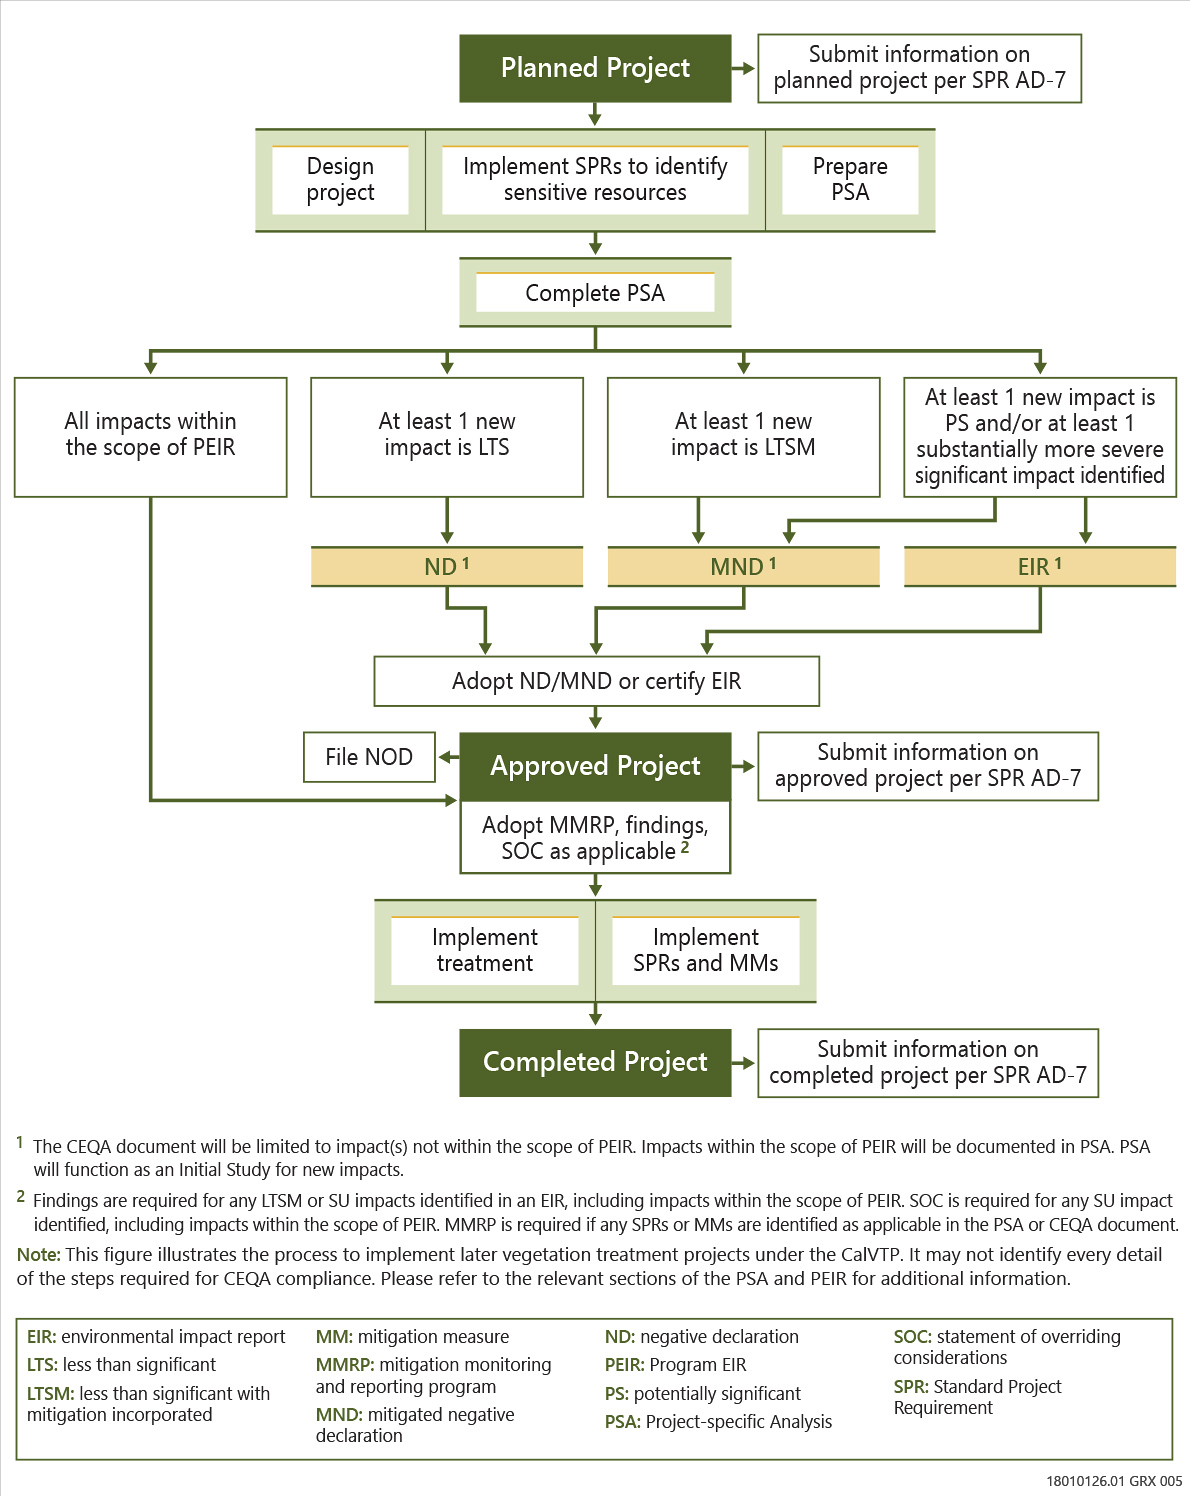 Planned Project
Submit information on
planned project per SPR AD-7
Design
project
Implement SPRs to identify
sensitive resources
Prepare
PSA
Complete PSA
All impacts within
the scope of PEIR
At least 1 new
impact is LTS
At least 1 new
impact is LTSM
At least 1 new impact is
PS and/or at least 1
substantially more severe
significant impact identified
ND 1
MND 1
EIR 1
Adopt ND/MND or certify EIR
File NOD
Approved Project
Submit information on
approved project per SPR AD-7
Adopt MMRP, findings,
SOC as applicable 2
Implement
treatment
Implement
SPRs and MMs
Completed Project
Submit information on
completed project per SPR AD-7
1 The CEQA document will be limited to impact(s) not within the scope of PEIR. Impacts within the scope of PEIR will be documented in PSA. PSA
will function as an Initial Study for new impacts.
2 Findings are required for any LTSM or SU impacts identified in an EIR, including impacts within the scope of PEIR. SOC is required for any SU impact
identified, including impacts within the scope of PEIR. MMRP is required if any SPRs or MMs are identified as applicable in the PSA or CEQA document.
Note: This figure illustrates the process to implement later vegetation treatment projects under the CalVTP. It may not identify every detail
of the steps required for CEQA compliance. Please refer to the relevant sections of the PSA and PEIR for additional information.
EIR: environmental impact report
LTS: less than significant
LTSM: less than significant with
mitigation incorporated
MM: mitigation measure
MMRP: mitigation monitoring
and reporting program
MND: mitigated negative
declaration
ND: negative declaration
PEIR: Program EIR
PS: potentially significant
PSA: Project-specific Analysis
SOC: statement of overriding
considerations
SPR: Standard Project
Requirement
18010126.01 GRX 005